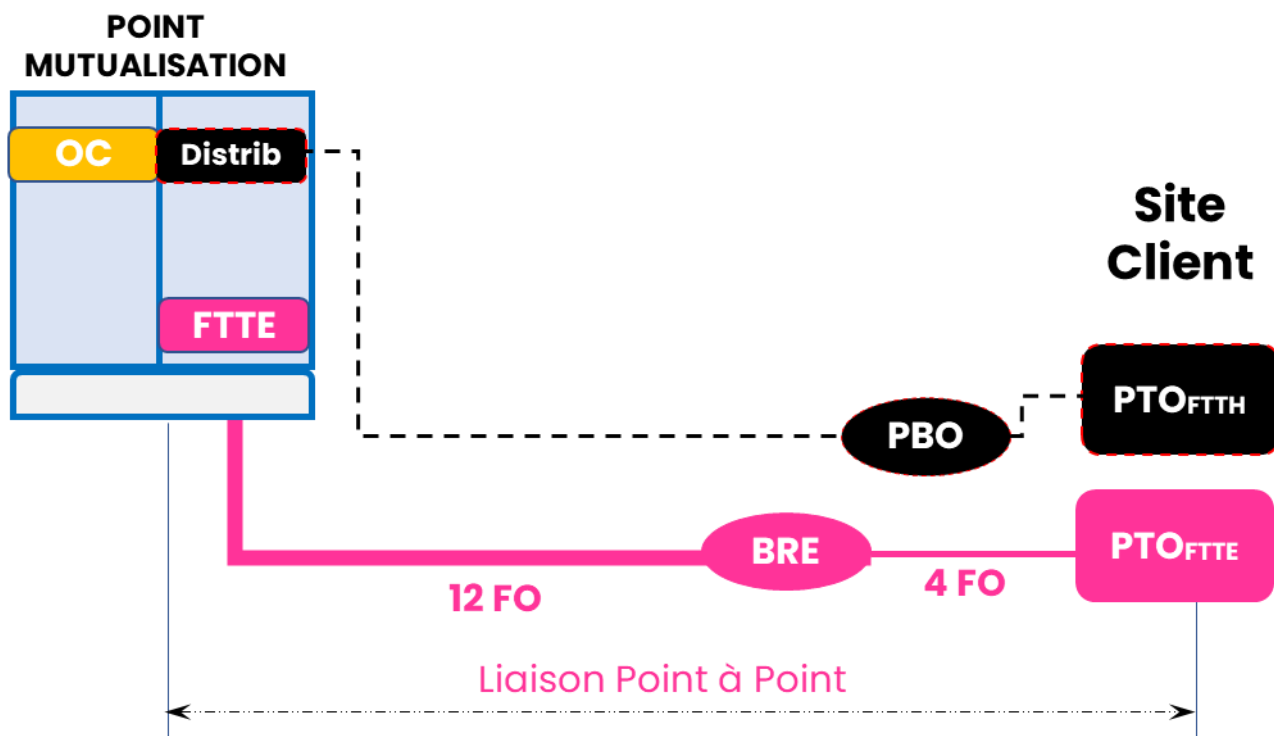 POINT
MUTUALISATION
OC
Distrib
FTTE
Site
Client
PTOFTTH
PBO
PTOFTTE
BRE
12 FO
4 FO
Liaison Point à Point